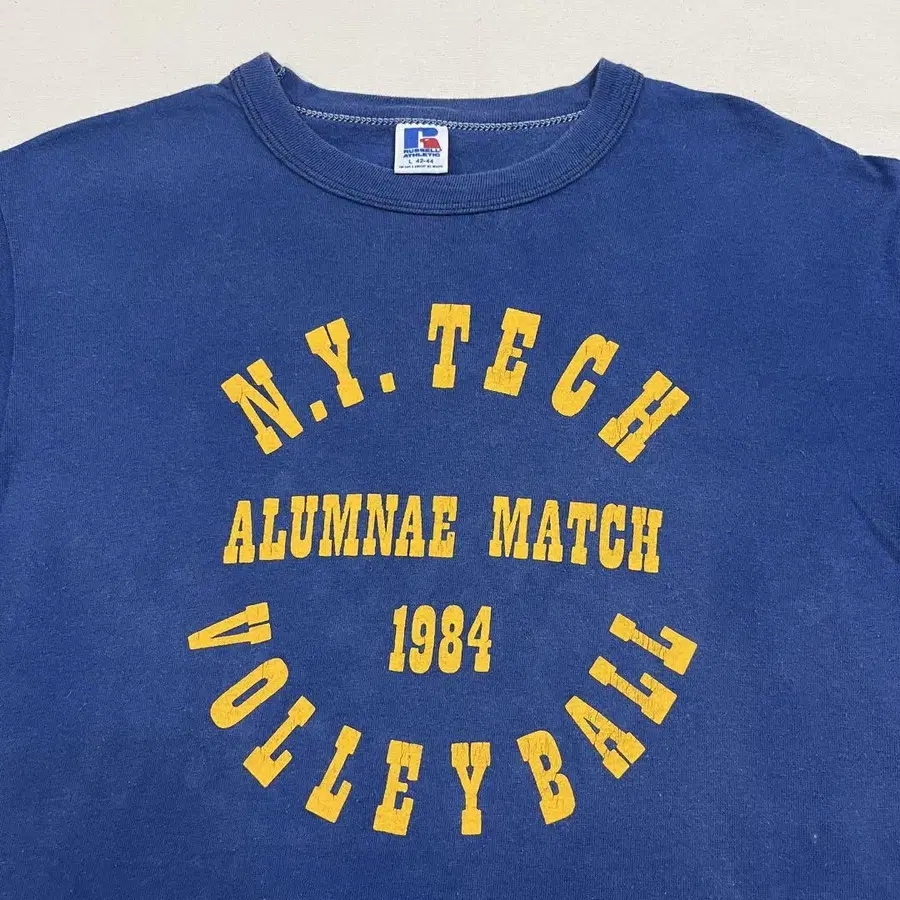 RUSSELL
ATHLETIC
L 42-44
N.Y. TECH
ALUMNAE MATCH
1984
VOLLEYBALL